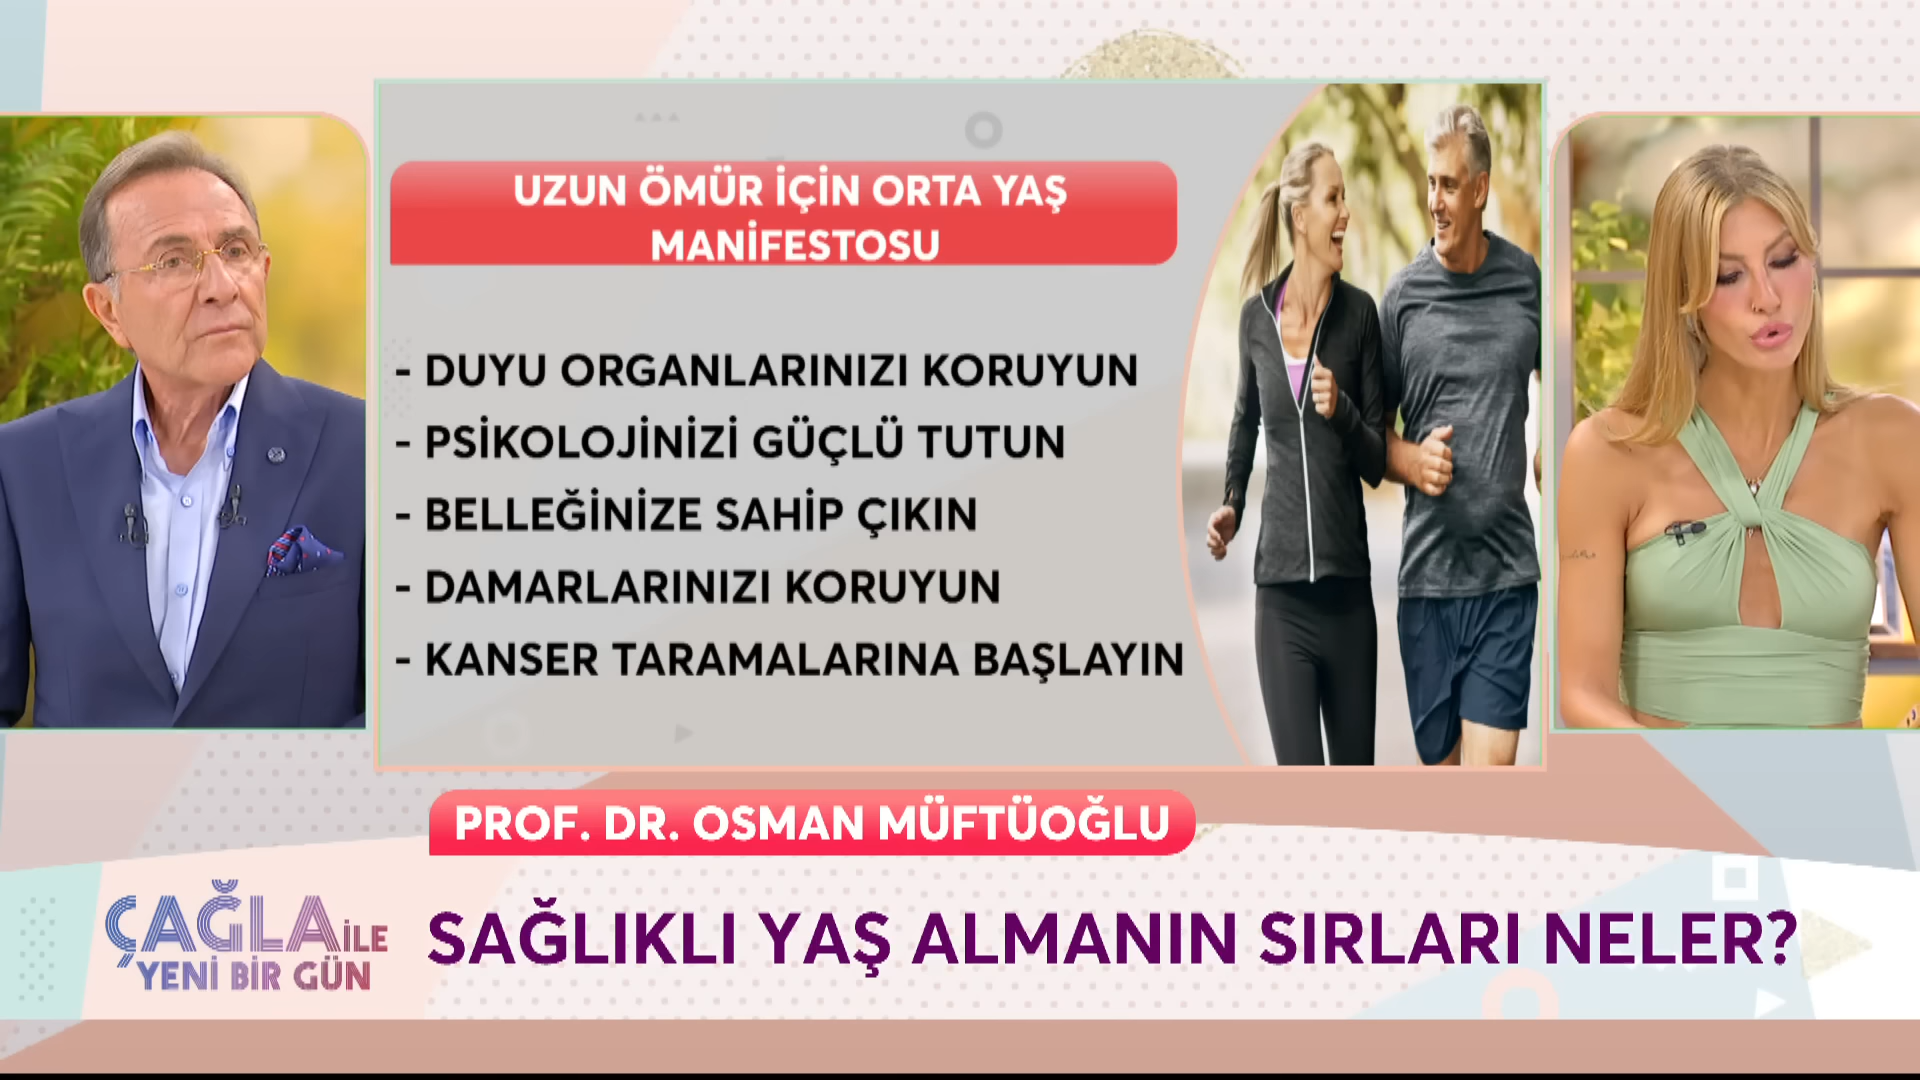 UZUN ÖMÜR İÇİN ORTA YAŞ
MANİFESTOSU
- DUYU ORGANLARINIZI KORUYUN
- PSİKOLOJİNİZİ GÜÇLÜ TUTUN
- BELLEĞİNİZE SAHİP ÇIKIN
- DAMARLARINIZI KORUYUN
- KANSER TARAMALARINA BAŞLAYIN
PROF. DR. OSMAN MÜFTÜOĞLU
ÇAĞLA İLE
YENİ BİR GÜN
SAĞLIKLI YAŞ ALMANIN SIRLARI NELER?